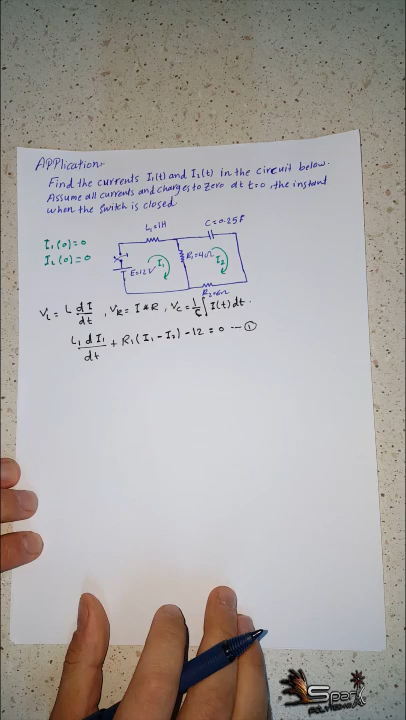 APPlication:-
Find the currents I₁(t) and I₂(t) in the circuit below.
Assume all currents and charges to zero at t=0, the instant
when the switch is closed.
I₁(0)=0
I₂(0)=0
L₁=1H
C=0.25F
E=12V
I₁
R₁=4Ω
I₂
R₂=6Ω
V_L = L dI/dt , V_R = I*R , V_C = 1/C ∫ I(t) dt.
L₁ dI₁/dt + R₁(I₁ - I₂) - 12 = 0 --- ①
Spark